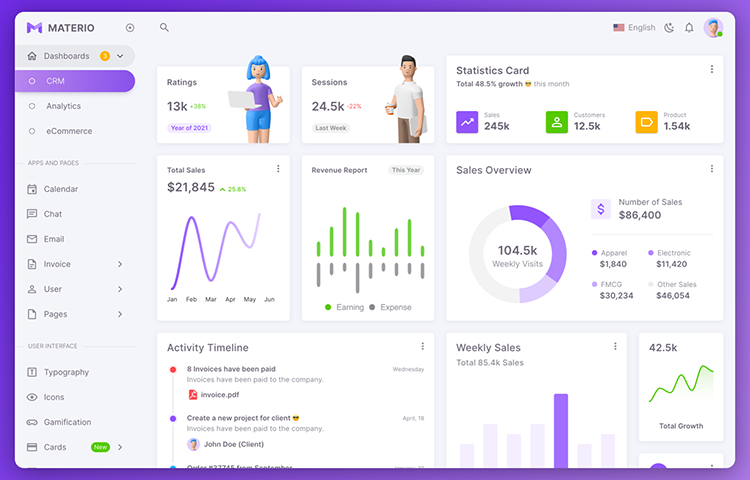 MATERIO
English
Dashboards 3
CRM
Analytics
eCommerce
APPS AND PAGES
Calendar
Chat
Email
Invoice
User
Pages
USER INTERFACE
Typography
Icons
Gamification
Cards New
Ratings
13k +38%
Year of 2021
Sessions
24.5k -22%
Last Week
Statistics Card
Total 48.5% growth 😎 this month
Sales
245k
Customers
12.5k
Product
1.54k
Total Sales
$21,845 25.8%
Jan Feb Mar Apr May Jun
Revenue Report This Year
Earning Expense
Sales Overview
104.5k
Weekly Visits
$
Number of Sales
$86,400
Apparel
$1,840
Electronic
$11,420
FMCG
$30,234
Other Sales
$46,054
Activity Timeline
8 Invoices have been paid Wednesday
Invoices have been paid to the company.
invoice.pdf
Create a new project for client 😎 April, 18
Invoices have been paid to the company.
John Doe (Client)
Order #37745 from September
Weekly Sales
Total 85.4k Sales
42.5k
Total Growth